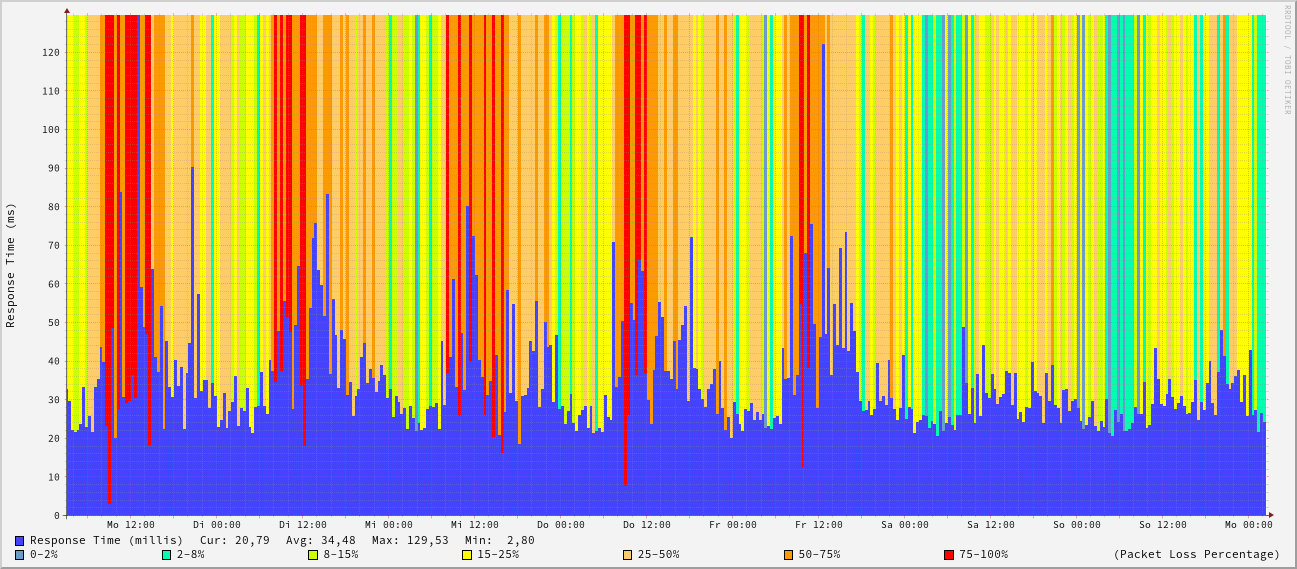 RRDTOOL / TOBI OETIKER
Response Time (ms)
120
110
100
90
80
70
60
50
40
30
20
10
0
Mo 12:00 Di 00:00 Di 12:00 Mi 00:00 Mi 12:00 Do 00:00 Do 12:00 Fr 00:00 Fr 12:00 Sa 00:00 Sa 12:00 So 00:00 So 12:00 Mo 00:00
Response Time (millis) Cur: 20,79 Avg: 34,48 Max: 129,53 Min: 2,80
0-2% 2-8% 8-15% 15-25% 25-50% 50-75% 75-100% (Packet Loss Percentage)